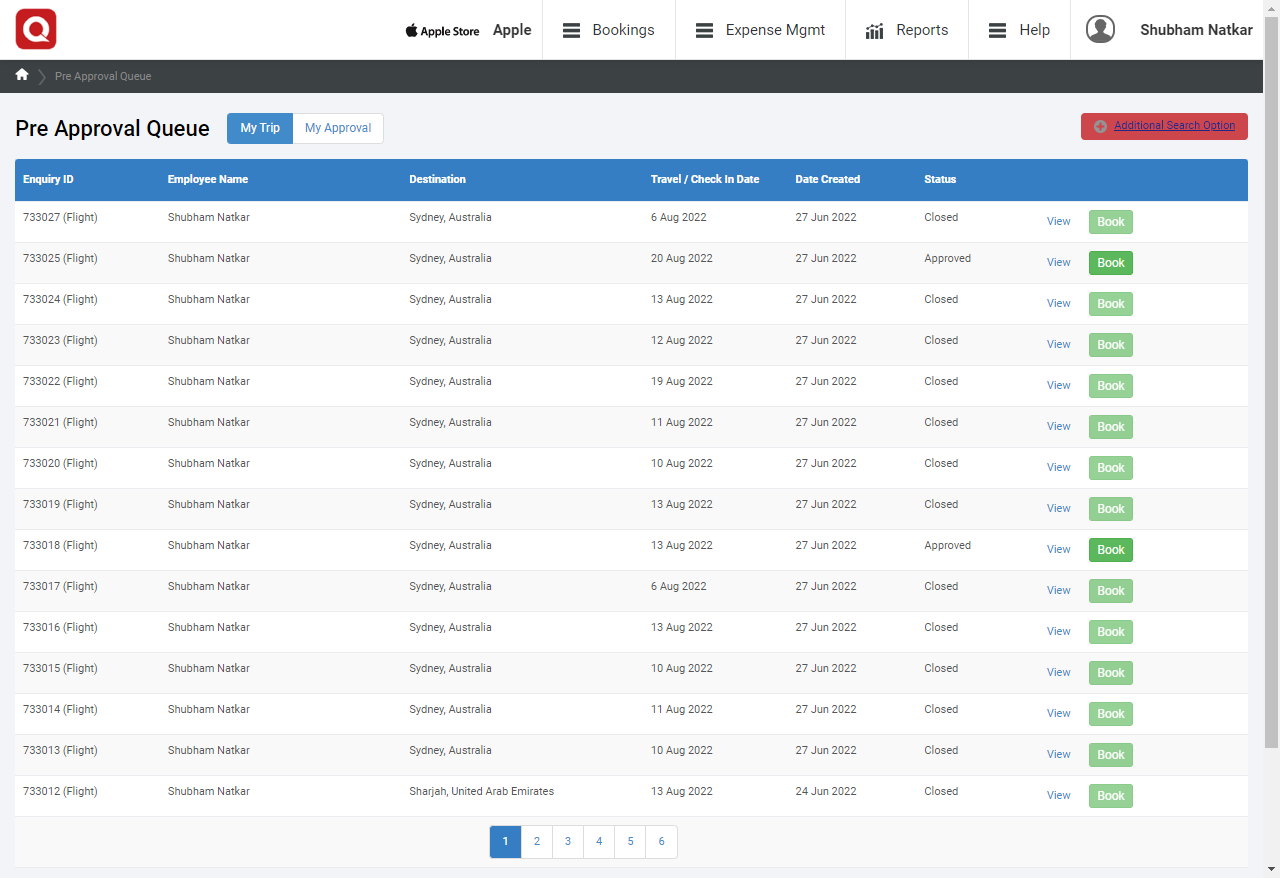 Apple Store Apple Bookings Expense Mgmt Reports Help Shubham Natkar
Pre Approval Queue
Pre Approval Queue My Trip My Approval Additional Search Option
Enquiry ID Employee Name Destination Travel / Check In Date Date Created Status
733027 (Flight) Shubham Natkar Sydney, Australia 6 Aug 2022 27 Jun 2022 Closed View Book
733025 (Flight) Shubham Natkar Sydney, Australia 20 Aug 2022 27 Jun 2022 Approved View Book
733024 (Flight) Shubham Natkar Sydney, Australia 13 Aug 2022 27 Jun 2022 Closed View Book
733023 (Flight) Shubham Natkar Sydney, Australia 12 Aug 2022 27 Jun 2022 Closed View Book
733022 (Flight) Shubham Natkar Sydney, Australia 19 Aug 2022 27 Jun 2022 Closed View Book
733021 (Flight) Shubham Natkar Sydney, Australia 11 Aug 2022 27 Jun 2022 Closed View Book
733020 (Flight) Shubham Natkar Sydney, Australia 10 Aug 2022 27 Jun 2022 Closed View Book
733019 (Flight) Shubham Natkar Sydney, Australia 13 Aug 2022 27 Jun 2022 Closed View Book
733018 (Flight) Shubham Natkar Sydney, Australia 13 Aug 2022 27 Jun 2022 Approved View Book
733017 (Flight) Shubham Natkar Sydney, Australia 6 Aug 2022 27 Jun 2022 Closed View Book
733016 (Flight) Shubham Natkar Sydney, Australia 13 Aug 2022 27 Jun 2022 Closed View Book
733015 (Flight) Shubham Natkar Sydney, Australia 10 Aug 2022 27 Jun 2022 Closed View Book
733014 (Flight) Shubham Natkar Sydney, Australia 11 Aug 2022 27 Jun 2022 Closed View Book
733013 (Flight) Shubham Natkar Sydney, Australia 10 Aug 2022 27 Jun 2022 Closed View Book
733012 (Flight) Shubham Natkar Sharjah, United Arab Emirates 13 Aug 2022 24 Jun 2022 Closed View Book
1 2 3 4 5 6